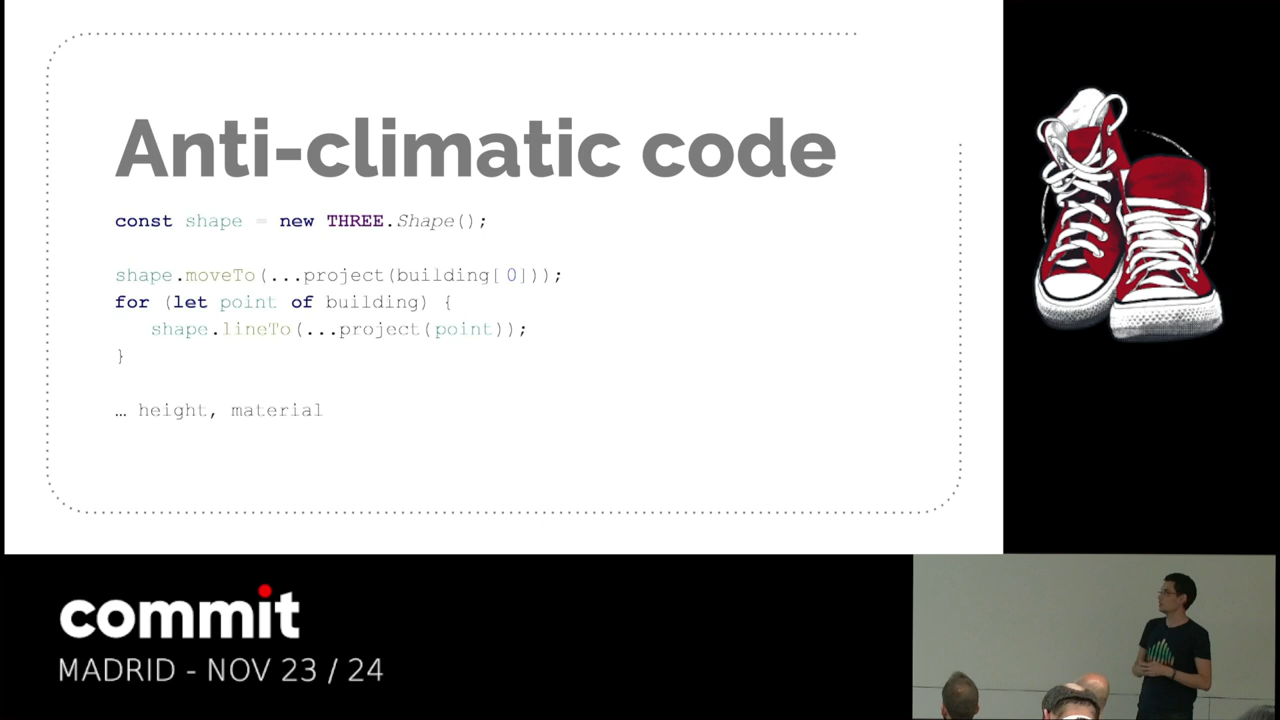 Anti-climatic code
const shape = new THREE.Shape();
shape.moveTo(...project(building[0]));
for (let point of building) {
shape.lineTo(...project(point));
}
… height, material
commit
MADRID - NOV 23 / 24